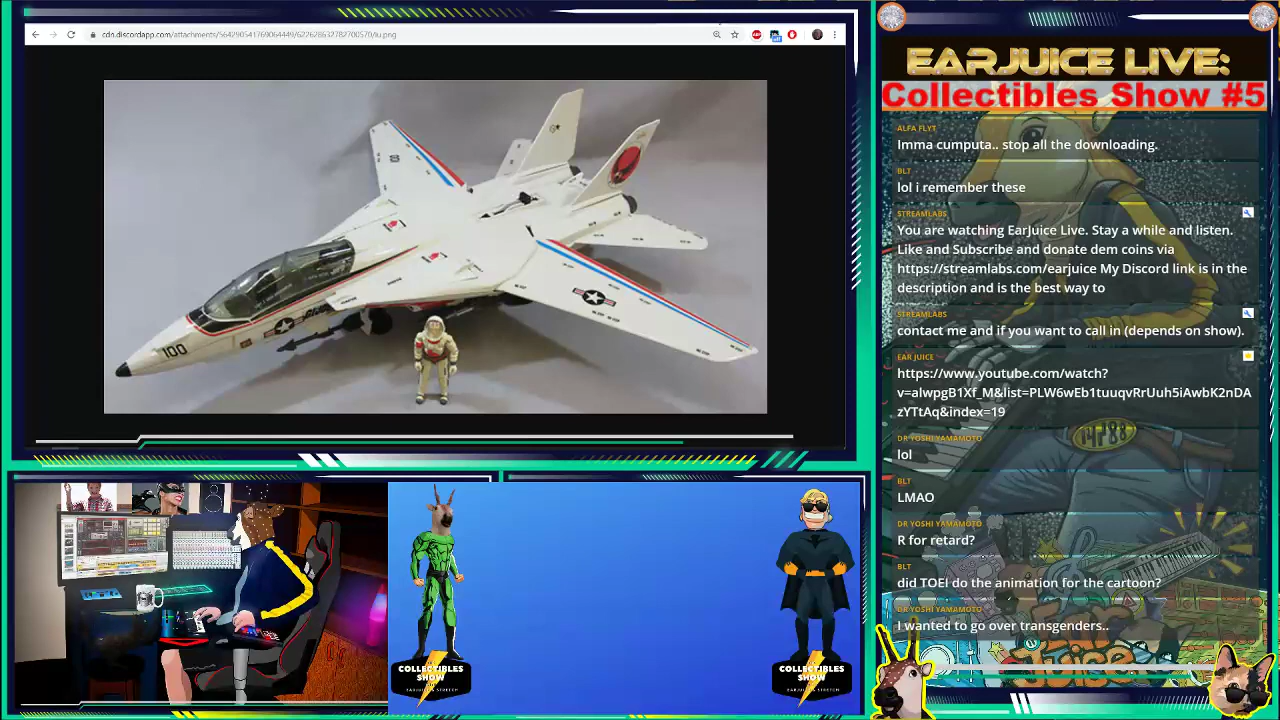 cdn.discordapp.com/attachments/564290541769064449/622628632782700570/iu.png
100
EARJUICE LIVE:
Collectibles Show #5
ALFA FLYT
Imma cumputa.. stop all the downloading.
BLT
lol i remember these
STREAMLABS
You are watching EarJuice Live. Stay a while and listen.
Like and Subscribe and donate dem coins via
https://streamlabs.com/earjuice My Discord link is in the
description and is the best way to
STREAMLABS
contact me and if you want to call in (depends on show).
EAR JUICE
https://www.youtube.com/watch?
v=alwpgB1Xf_M&list=PLW6wEb1tuuqvRrUuh5iAwbK2nDA
zYTtAq&index=19
DR YOSHI YAMAMOTO
lol
BLT
LMAO
DR YOSHI YAMAMOTO
R for retard?
BLT
did TOEI do the animation for the cartoon?
DR YOSHI YAMAMOTO
I wanted to go over transgenders..
COLLECTIBLES
SHOW
EARJUICE & STRETCH
COLLECTIBLES
SHOW
EARJUICE & STRETCH